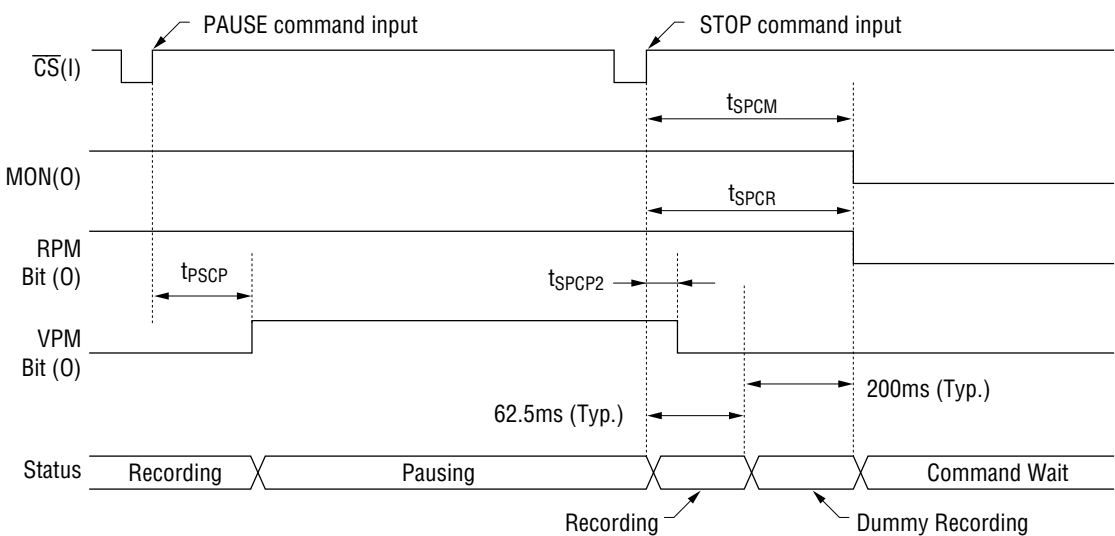 PAUSE command input
STOP command input
CS(I)
tSPCM
MON(O)
tSPCR
RPM
Bit (O)
tPSCP
tSPCP2
VPM
Bit (O)
200ms (Typ.)
62.5ms (Typ.)
Status
Recording
Pausing
Command Wait
Recording
Dummy Recording